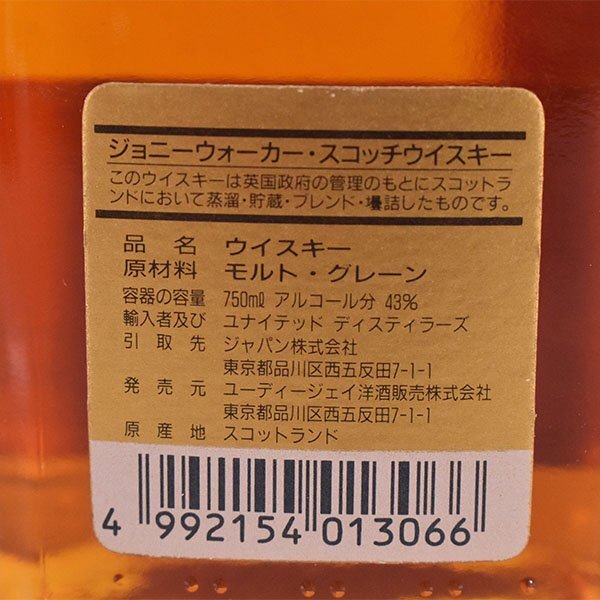 ジョニーウォーカー・スコッチウイスキー
このウイスキーは英国政府の管理のもとにスコットラ
ンドにおいて蒸溜・貯蔵・ブレンド・壜詰したものです。
品名 ウイスキー
原材料 モルト・グレーン
容器の容量 750ml アルコール分 43%
輸入者及び ユナイテッド ディスティラーズ
引取先 ジャパン株式会社
東京都品川区西五反田7-1-1
発売元 ユーディージェイ洋酒販売株式会社
東京都品川区西五反田7-1-1
原産地 スコットランド
4 992154 013066